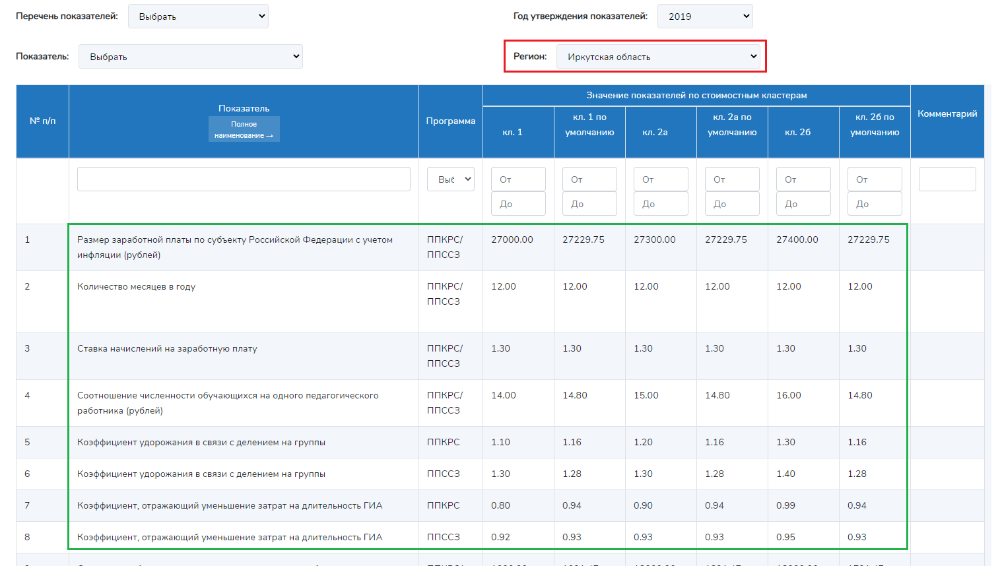 Перечень показателей: Выбрать Год утверждения показателей: 2019
Показатель: Выбрать Регион: Иркутская область
№ п/п Показатель Полное наименование → Программа Значение показателей по стоимостным кластерам Комментарий
кл. 1 кл. 1 по умолчанию кл. 2а кл. 2а по умолчанию кл. 2б кл. 2б по умолчанию
Выб От От От От От От
До До До До До До
1 Размер заработной платы по субъекту Российской Федерации с учетом ППКРС/ 27000.00 27229.75 27300.00 27229.75 27400.00 27229.75
инфляции (рублей) ППССЗ
2 Количество месяцев в году ППКРС/ 12.00 12.00 12.00 12.00 12.00 12.00
ППССЗ
3 Ставка начислений на заработную плату ППКРС/ 1.30 1.30 1.30 1.30 1.30 1.30
ППССЗ
4 Соотношение численности обучающихся на одного педагогического ППКРС/ 14.00 14.80 15.00 14.80 16.00 14.80
работника (рублей) ППССЗ
5 Коэффициент удорожания в связи с делением на группы ППКРС 1.10 1.16 1.20 1.16 1.30 1.16
6 Коэффициент удорожания в связи с делением на группы ППССЗ 1.30 1.28 1.30 1.28 1.40 1.28
7 Коэффициент, отражающий уменьшение затрат на длительность ГИА ППКРС 0.80 0.94 0.90 0.94 0.99 0.94
8 Коэффициент, отражающий уменьшение затрат на длительность ГИА ППССЗ 0.92 0.93 0.93 0.93 0.95 0.93